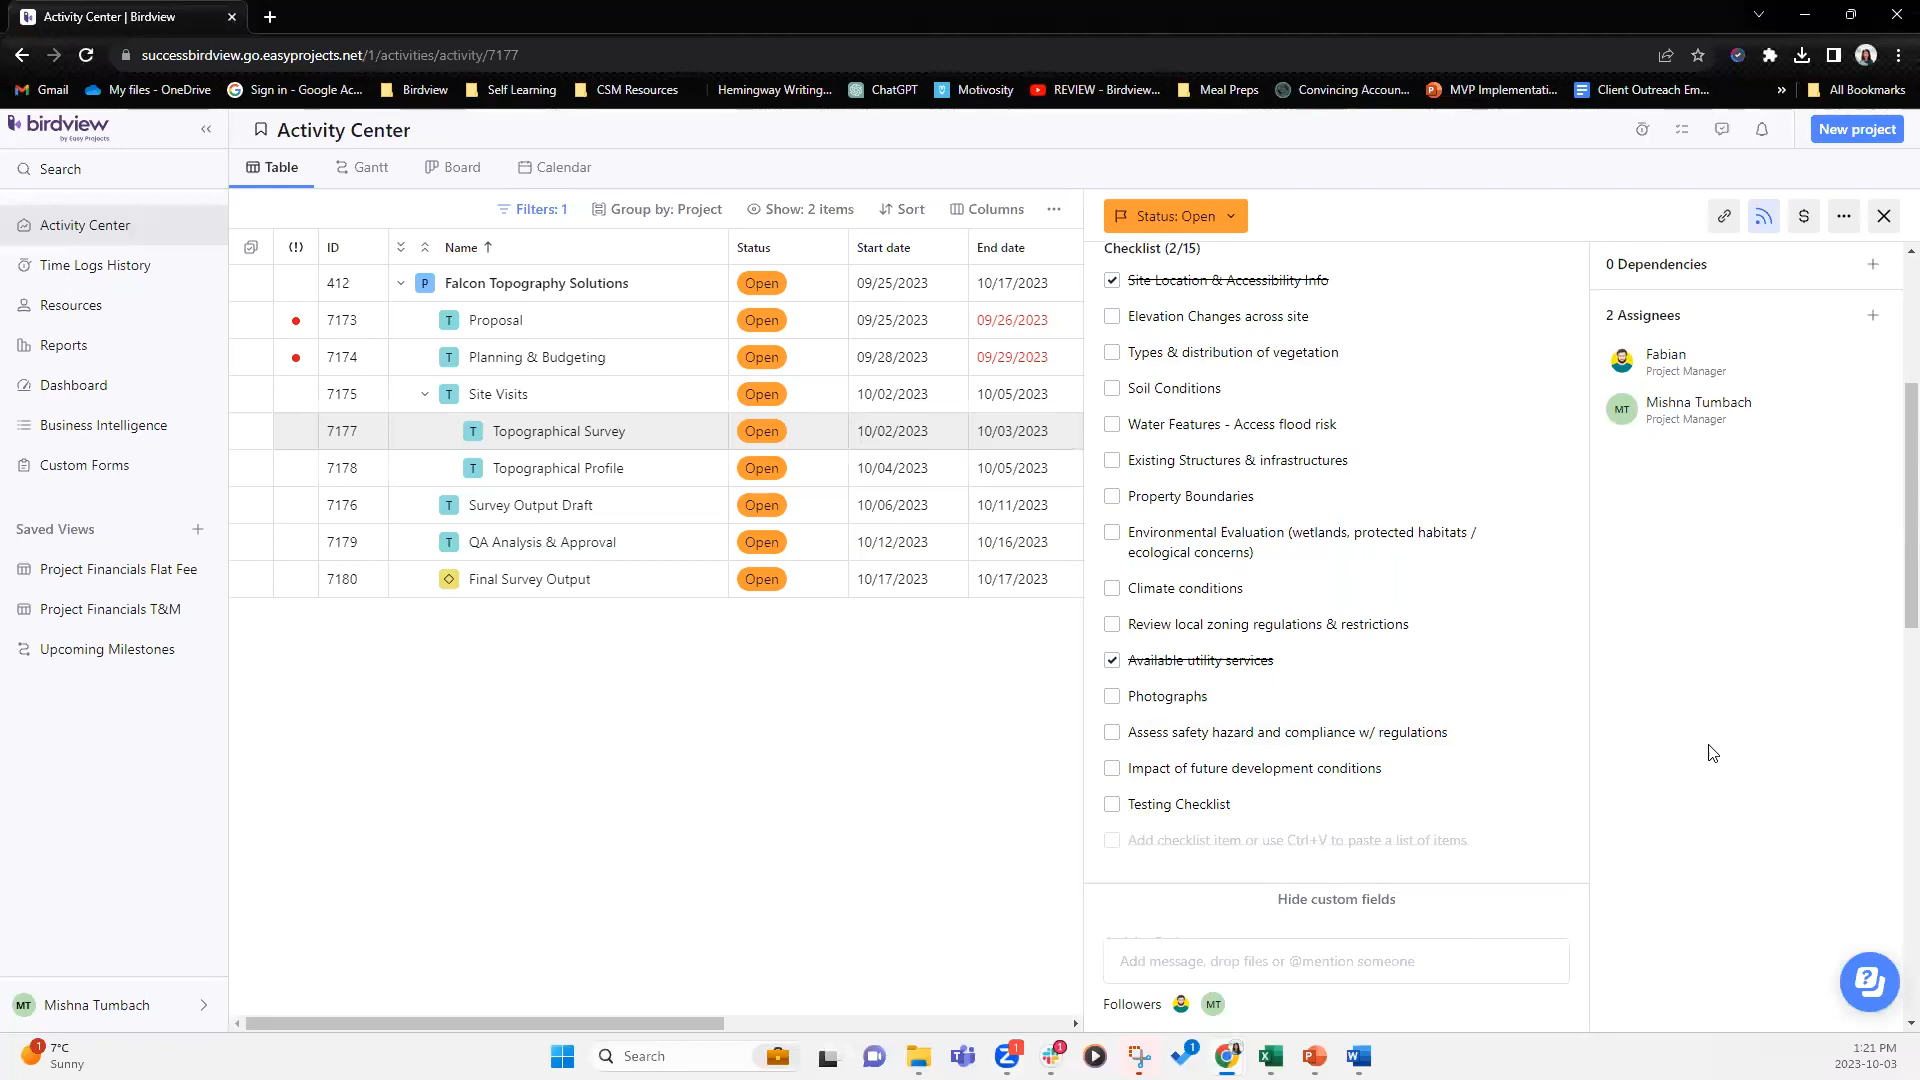 Activity Center | Birdview
successbirdview.go.easyprojects.net/1/activities/activity/7177
Gmail
My files - OneDrive
Sign in - Google Ac...
Birdview
Self Learning
CSM Resources
Hemingway Writing...
ChatGPT
Motivosity
REVIEW - Birdview...
Meal Preps
Convincing Accoun...
MVP Implementati...
Client Outreach Em...
»
All Bookmarks
birdview
by Easy Projects
Activity Center
New project
Search
Table
Gantt
Board
Calendar
Activity Center
Time Logs History
Resources
Reports
Dashboard
Business Intelligence
Custom Forms
Saved Views
Project Financials Flat Fee
Project Financials T&M
Upcoming Milestones
Mishna Tumbach
MT
Filters: 1
Group by: Project
Show: 2 items
Sort
Columns
(!) ID Name Status Start date End date
412 P Falcon Topography Solutions Open 09/25/2023 10/17/2023
7173 T Proposal Open 09/25/2023 09/26/2023
7174 T Planning & Budgeting Open 09/28/2023 09/29/2023
7175 T Site Visits Open 10/02/2023 10/05/2023
7177 T Topographical Survey Open 10/02/2023 10/03/2023
7178 T Topographical Profile Open 10/04/2023 10/05/2023
7176 T Survey Output Draft Open 10/06/2023 10/11/2023
7179 T QA Analysis & Approval Open 10/12/2023 10/16/2023
7180 Final Survey Output Open 10/17/2023 10/17/2023
Status: Open
$
Checklist (2/15)
Site Location & Accessibility Info
Elevation Changes across site
Types & distribution of vegetation
Soil Conditions
Water Features - Access flood risk
Existing Structures & infrastructures
Property Boundaries
Environmental Evaluation (wetlands, protected habitats /
ecological concerns)
Climate conditions
Review local zoning regulations & restrictions
Available utility services
Photographs
Assess safety hazard and compliance w/ regulations
Impact of future development conditions
Testing Checklist
Add checklist item or use Ctrl+V to paste a list of items
Hide custom fields
Add message, drop files or @mention someone
Followers
MT
0 Dependencies
2 Assignees
Fabian
Project Manager
MT
Mishna Tumbach
Project Manager
1
7°C
Sunny
Search
1
1
1
1:21 PM
2023-10-03